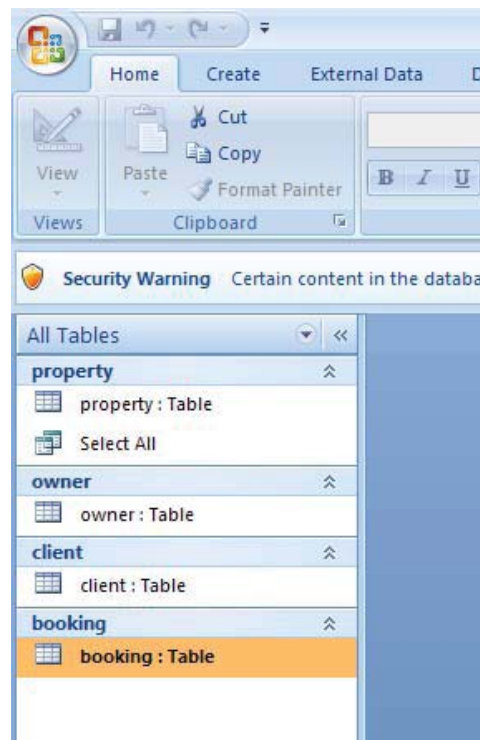 Home Create External Data D
Cut
Copy
Format Painter
View
Paste
B I U
Views
Clipboard
Security Warning Certain content in the databa
All Tables
property
property : Table
Select All
owner
owner : Table
client
client : Table
booking
booking : Table